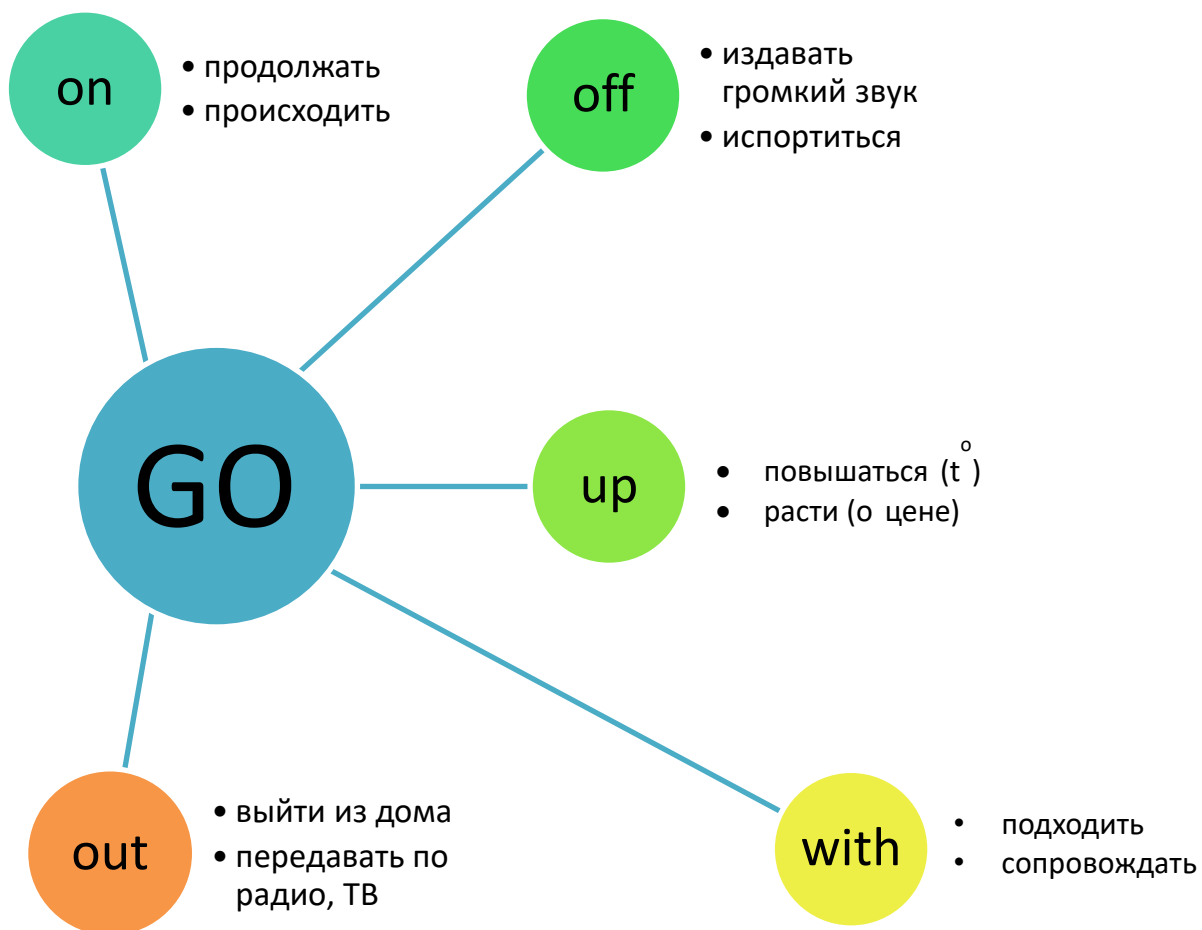 on
• продолжать
• происходить
off
• издавать
громкий звук
• испортиться
GO
up
• повышаться (t°)
• расти (о цене)
out
• выйти из дома
• передавать по
радио, ТВ
with
• подходить
• сопровождать